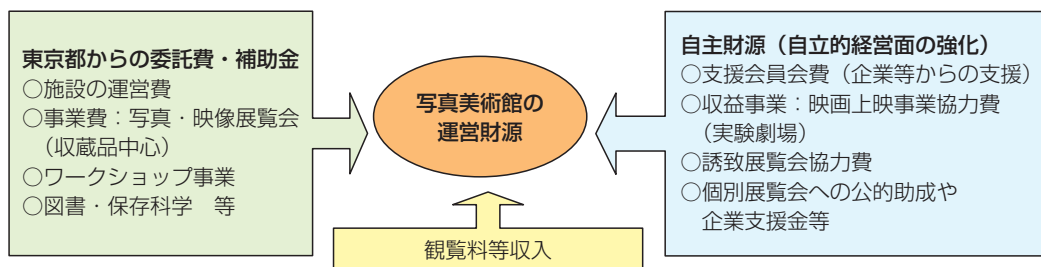 東京都からの委託費・補助金
○施設の運営費
○事業費：写真・映像展覧会
（収蔵品中心）
○ワークショップ事業
○図書・保存科学　等
写真美術館の
運営財源
自主財源（自立的経営面の強化）
○支援会員会費（企業等からの支援）
○収益事業：映画上映事業協力費
（実験劇場）
○誘致展覧会協力費
○個別展覧会への公的助成や
企業支援金等
観覧料等収入